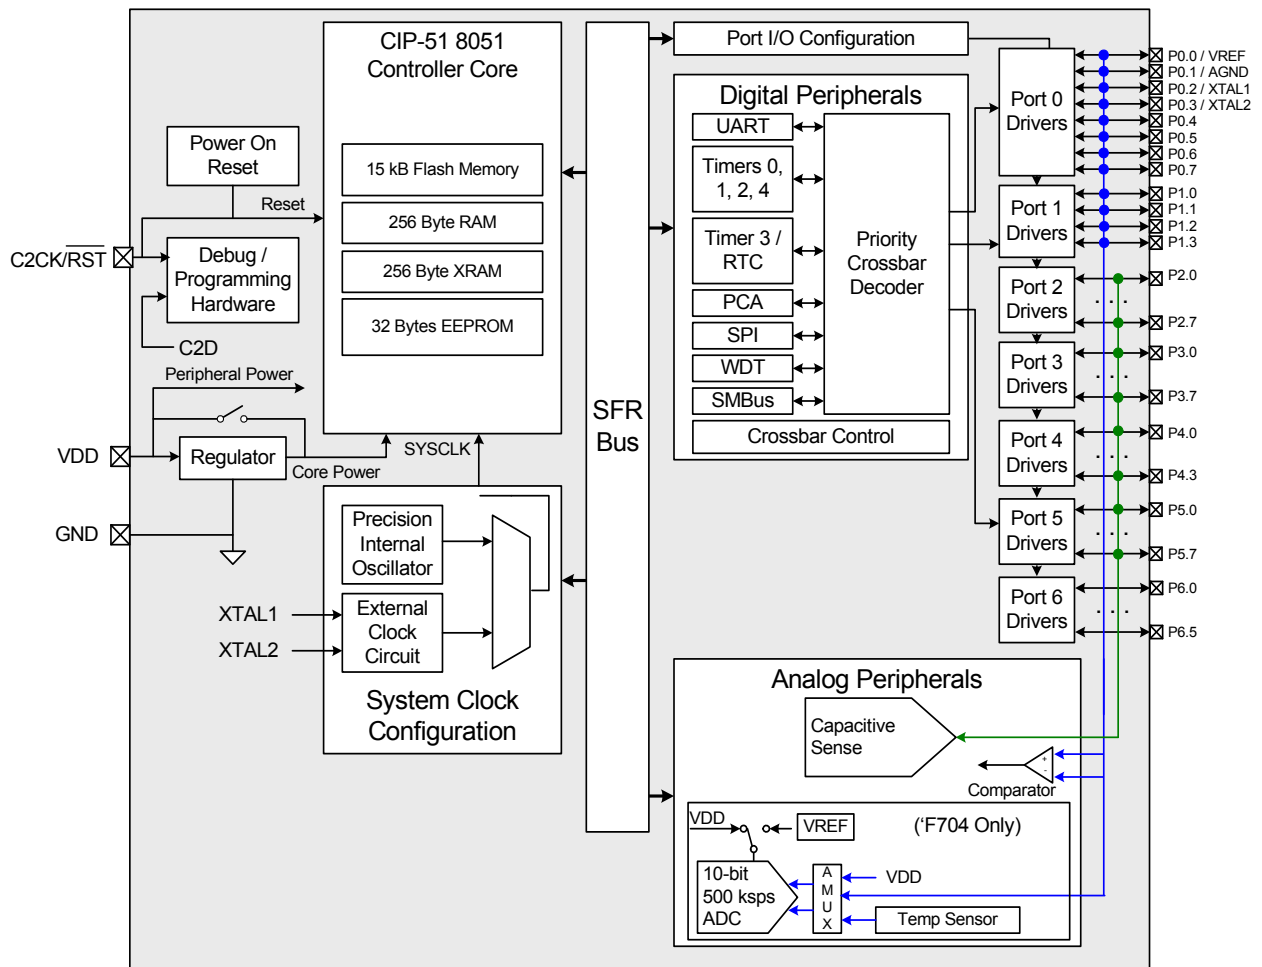 CIP-51 8051
Controller Core
15 kB Flash Memory
256 Byte RAM
256 Byte XRAM
32 Bytes EEPROM
Power On
Reset
Reset
C2CK/RST
Debug /
Programming
Hardware
C2D
Peripheral Power
VDD
Regulator
Core Power
SYSCLK
GND
Precision
Internal
Oscillator
XTAL1
XTAL2
External
Clock
Circuit
System Clock
Configuration
SFR
Bus
Port I/O Configuration
Digital Peripherals
UART
Timers 0,
1, 2, 4
Timer 3 /
RTC
PCA
SPI
WDT
SMBus
Priority
Crossbar
Decoder
Crossbar Control
Port 0
Drivers
Port 1
Drivers
Port 2
Drivers
Port 3
Drivers
Port 4
Drivers
Port 5
Drivers
Port 6
Drivers
P0.0 / VREF
P0.1 / AGND
P0.2 / XTAL1
P0.3 / XTAL2
P0.4
P0.5
P0.6
P0.7
P1.0
P1.1
P1.2
P1.3
P2.0
. . .
P2.7
P3.0
. . .
P3.7
P4.0
. . .
P4.3
P5.0
. . .
P5.7
P6.0
. . .
P6.5
Analog Peripherals
Capacitive
Sense
+
-
Comparator
VDD
VREF
('F704 Only)
10-bit
500 ksps
ADC
A
M
U
X
VDD
Temp Sensor